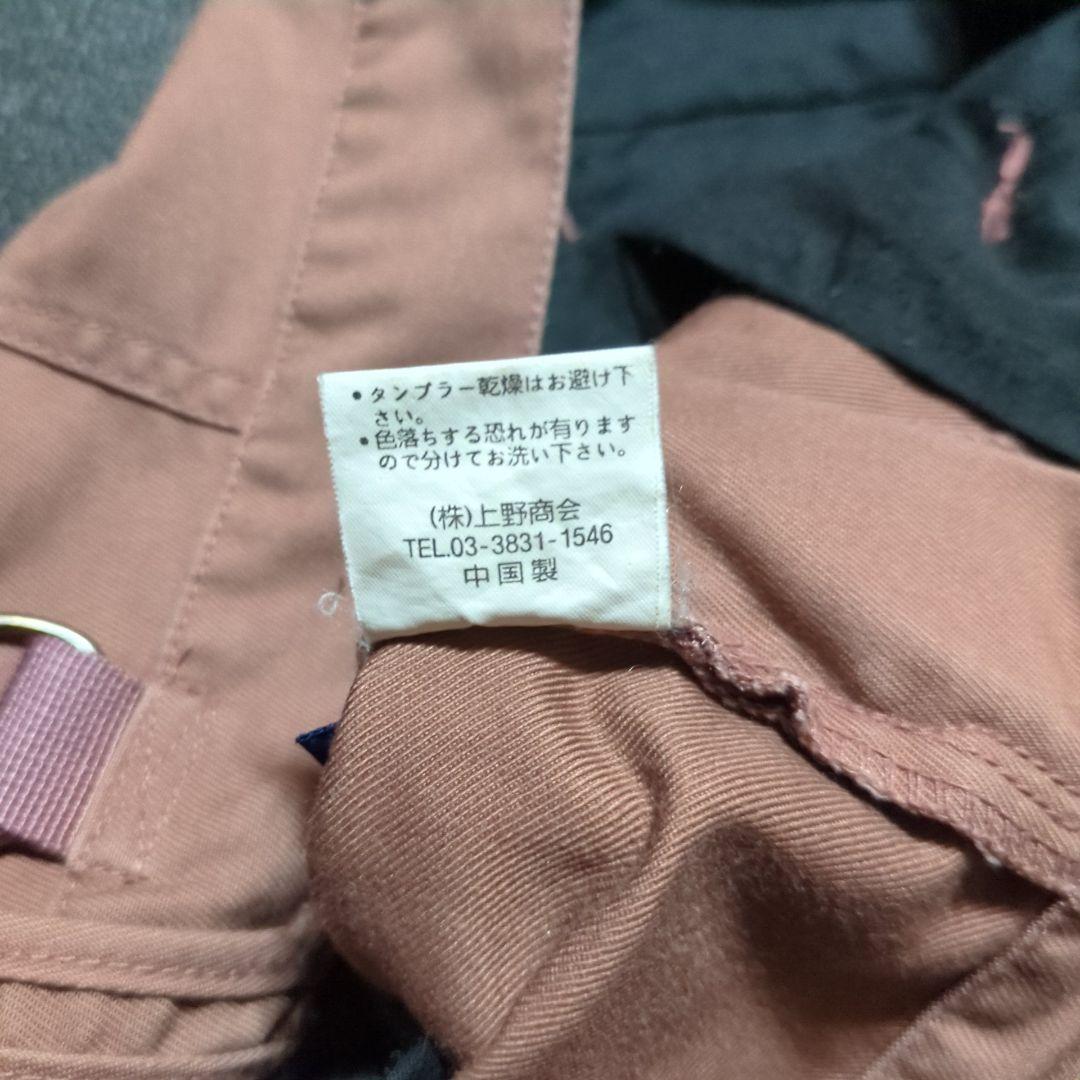 •タンブラー乾燥はお避け下
さい。
•色落ちする恐れが有ります
ので分けてお洗い下さい。
(株)上野商会
TEL.03-3831-1546
中国製